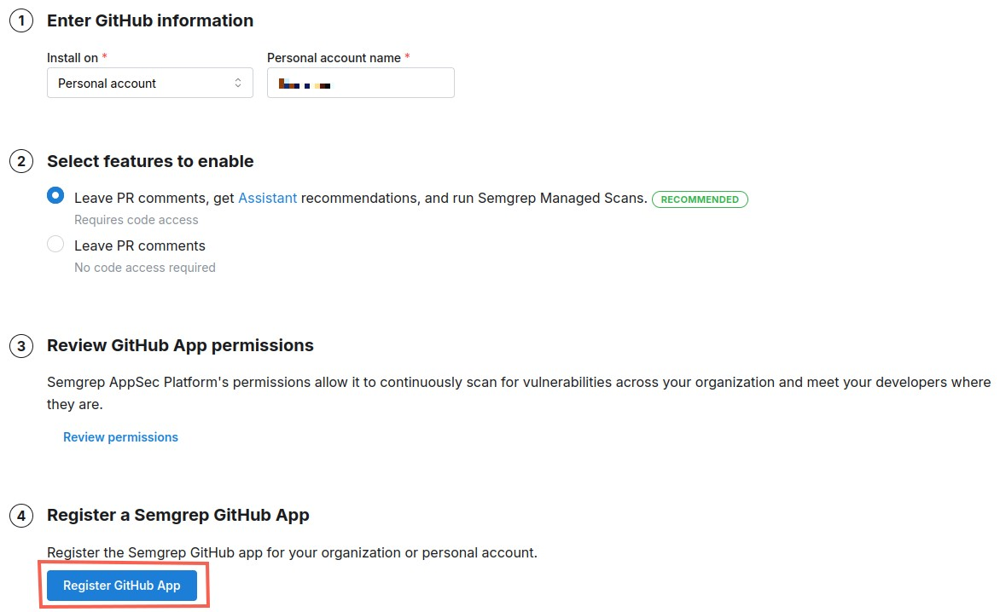 1 Enter GitHub information
Install on * Personal account name *
Personal account
2 Select features to enable
Leave PR comments, get Assistant recommendations, and run Semgrep Managed Scans. RECOMMENDED
Requires code access
Leave PR comments
No code access required
3 Review GitHub App permissions
Semgrep AppSec Platform's permissions allow it to continuously scan for vulnerabilities across your organization and meet your developers where
they are.
Review permissions
4 Register a Semgrep GitHub App
Register the Semgrep GitHub app for your organization or personal account.
Register GitHub App